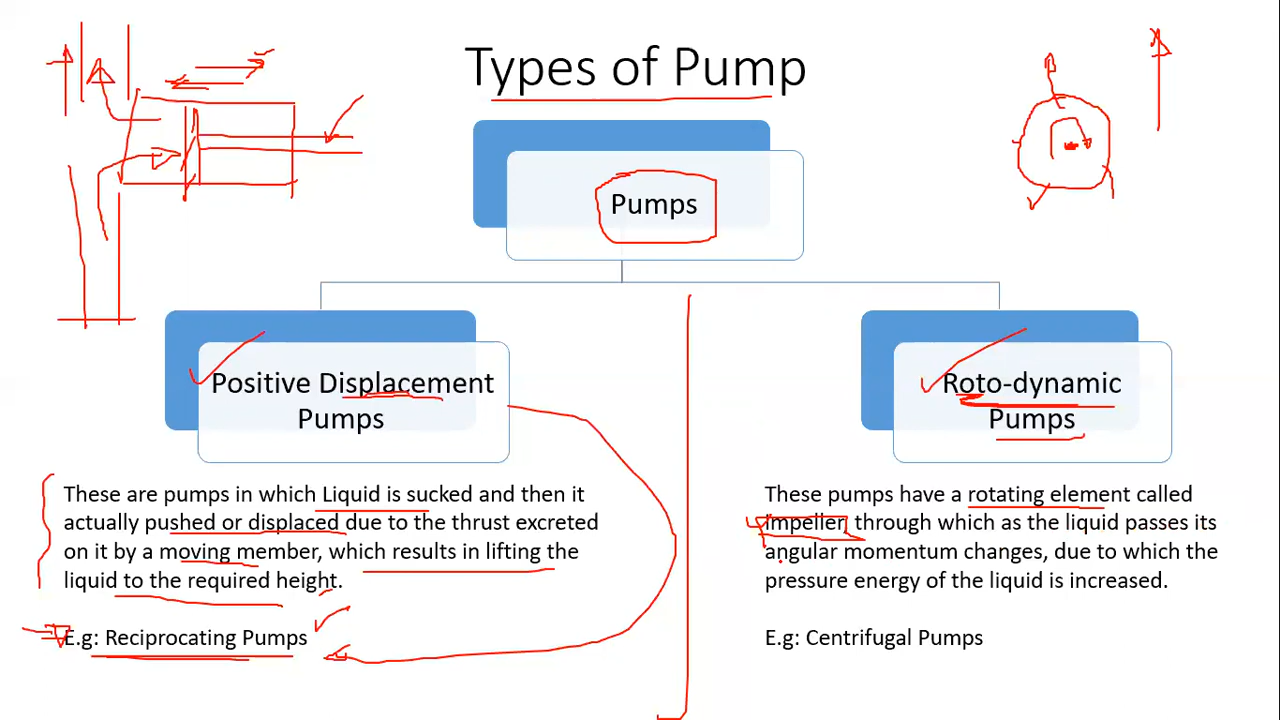 Types of Pump
Pumps
Positive Displacement
Pumps
These are pumps in which Liquid is sucked and then it
actually pushed or displaced due to the thrust excreted
on it by a moving member, which results in lifting the
liquid to the required height.
E.g: Reciprocating Pumps
Roto-dynamic
Pumps
These pumps have a rotating element called
impeller, through which as the liquid passes its
angular momentum changes, due to which the
pressure energy of the liquid is increased.
E.g: Centrifugal Pumps